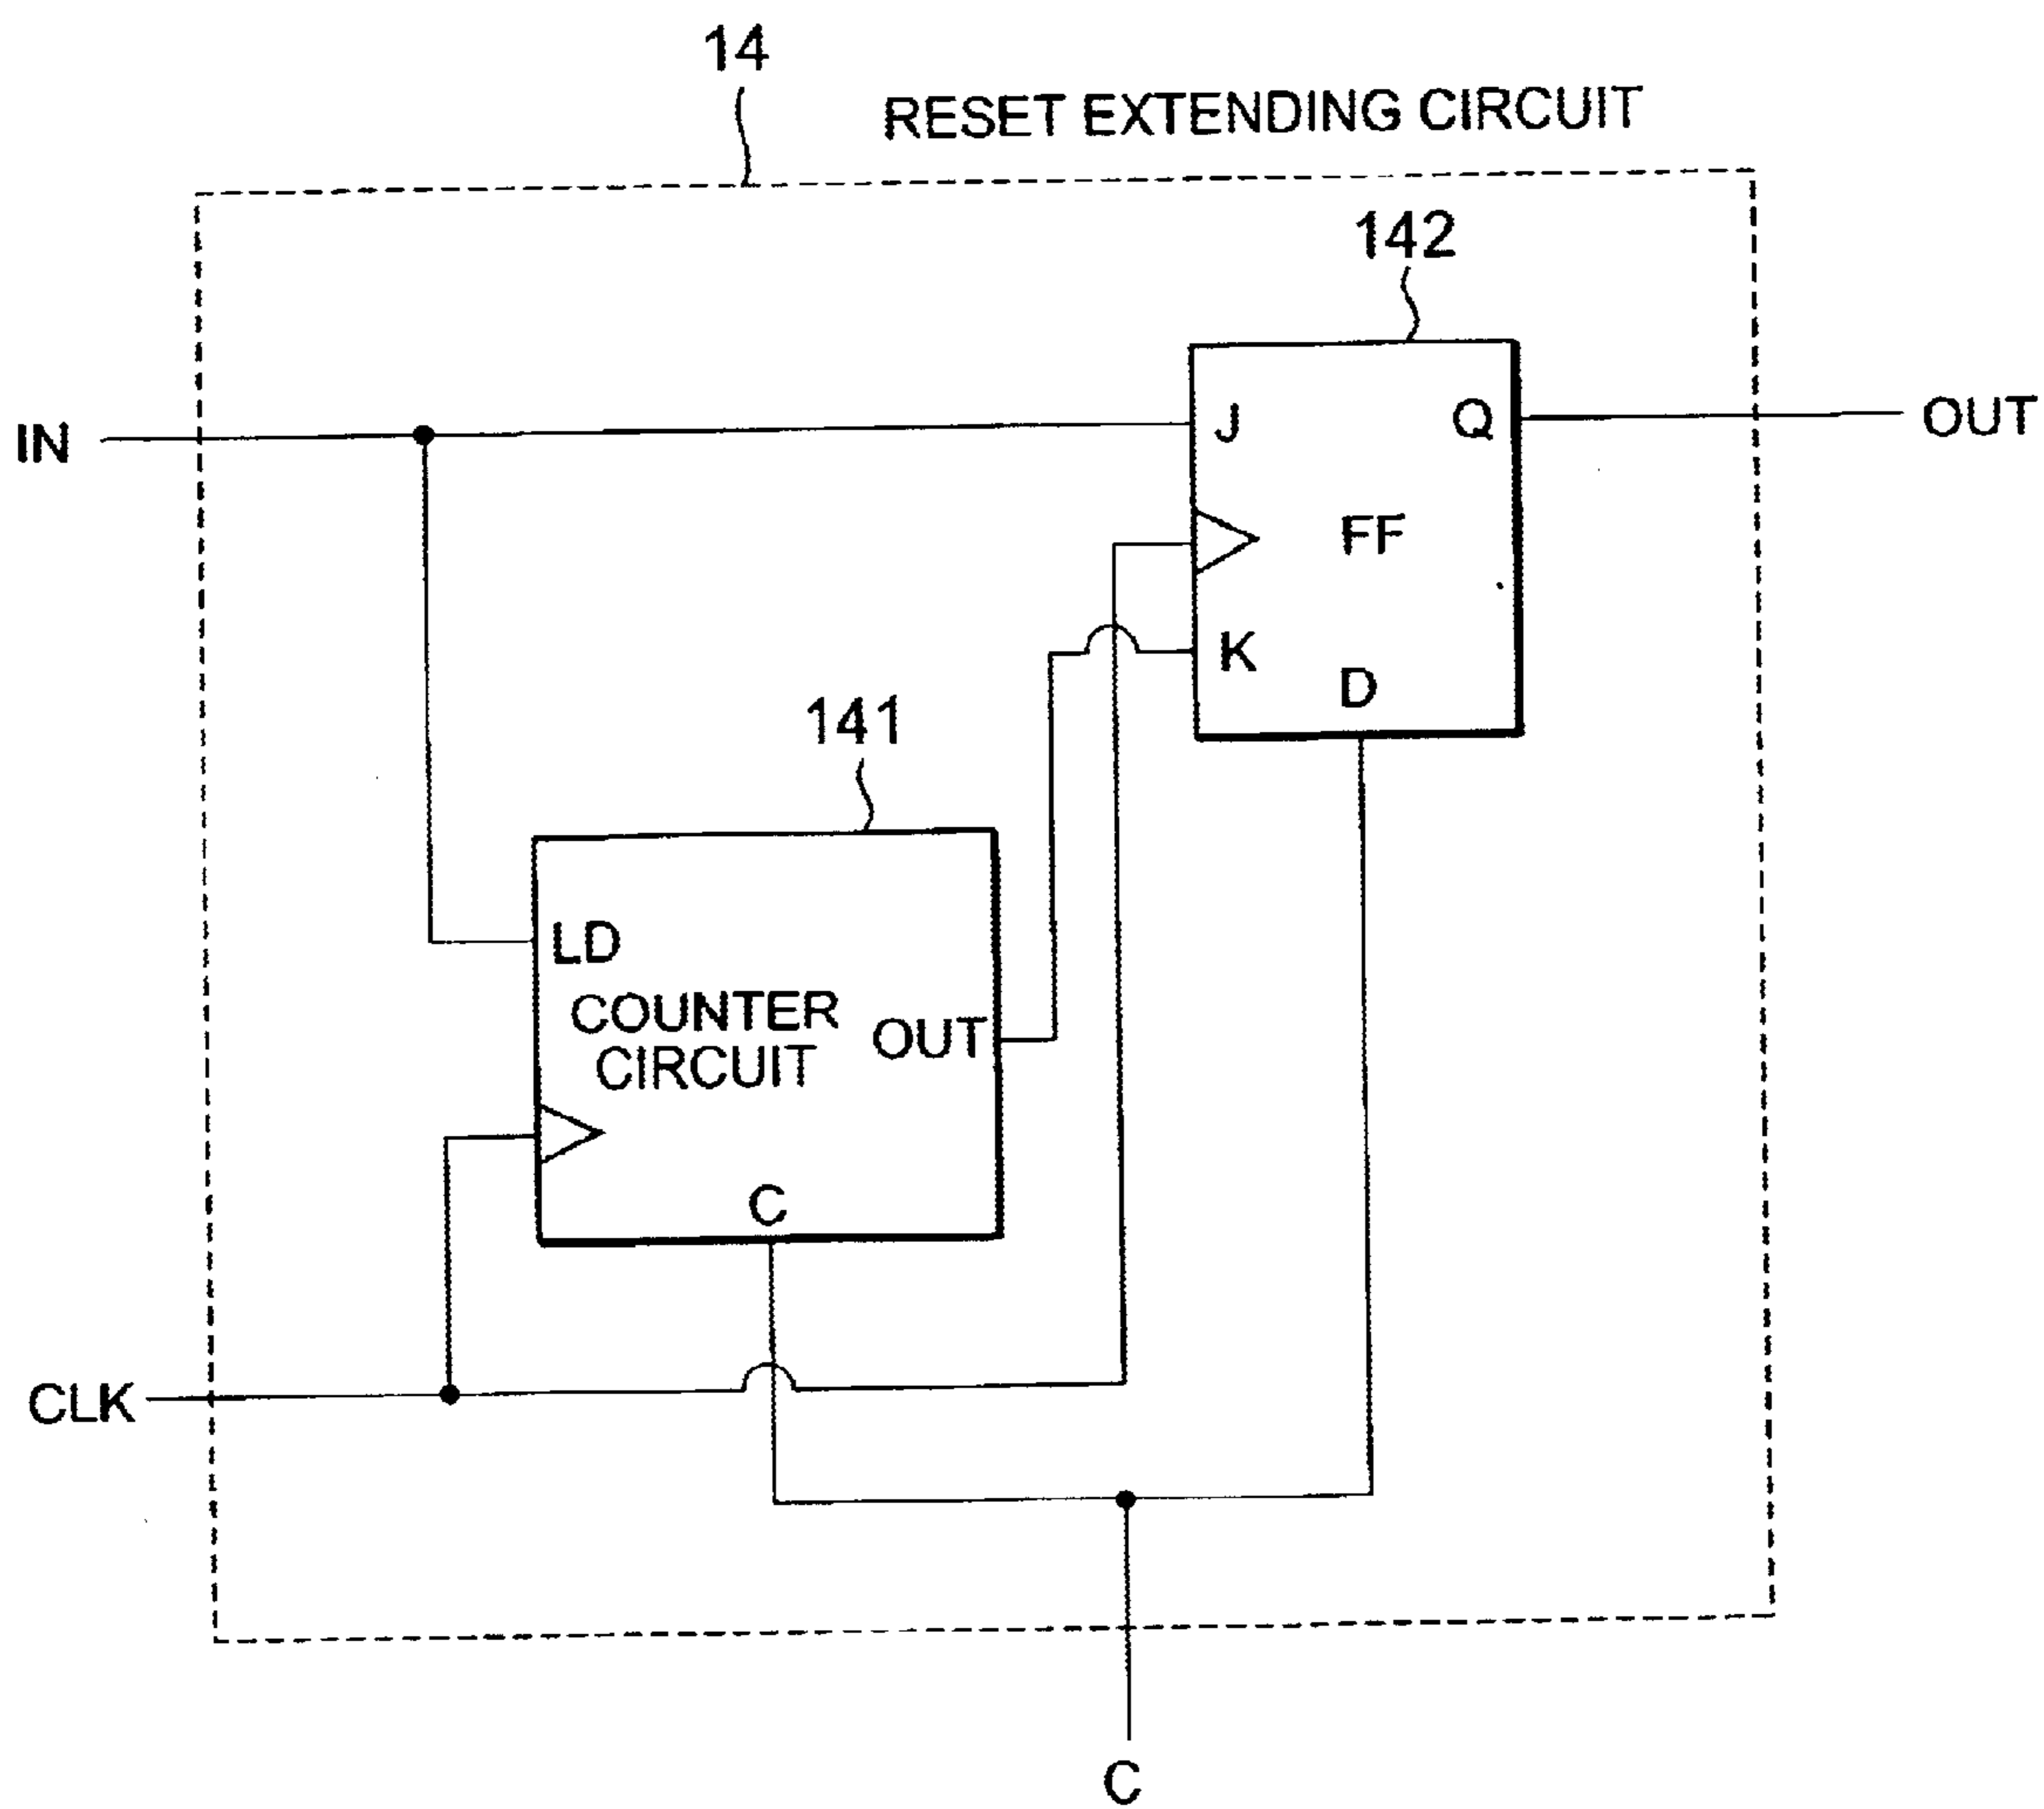 14
RESET EXTENDING CIRCUIT
142
IN
J
Q
OUT
FF
K
D
141
LD
COUNTER
CIRCUIT
OUT
C
CLK
C